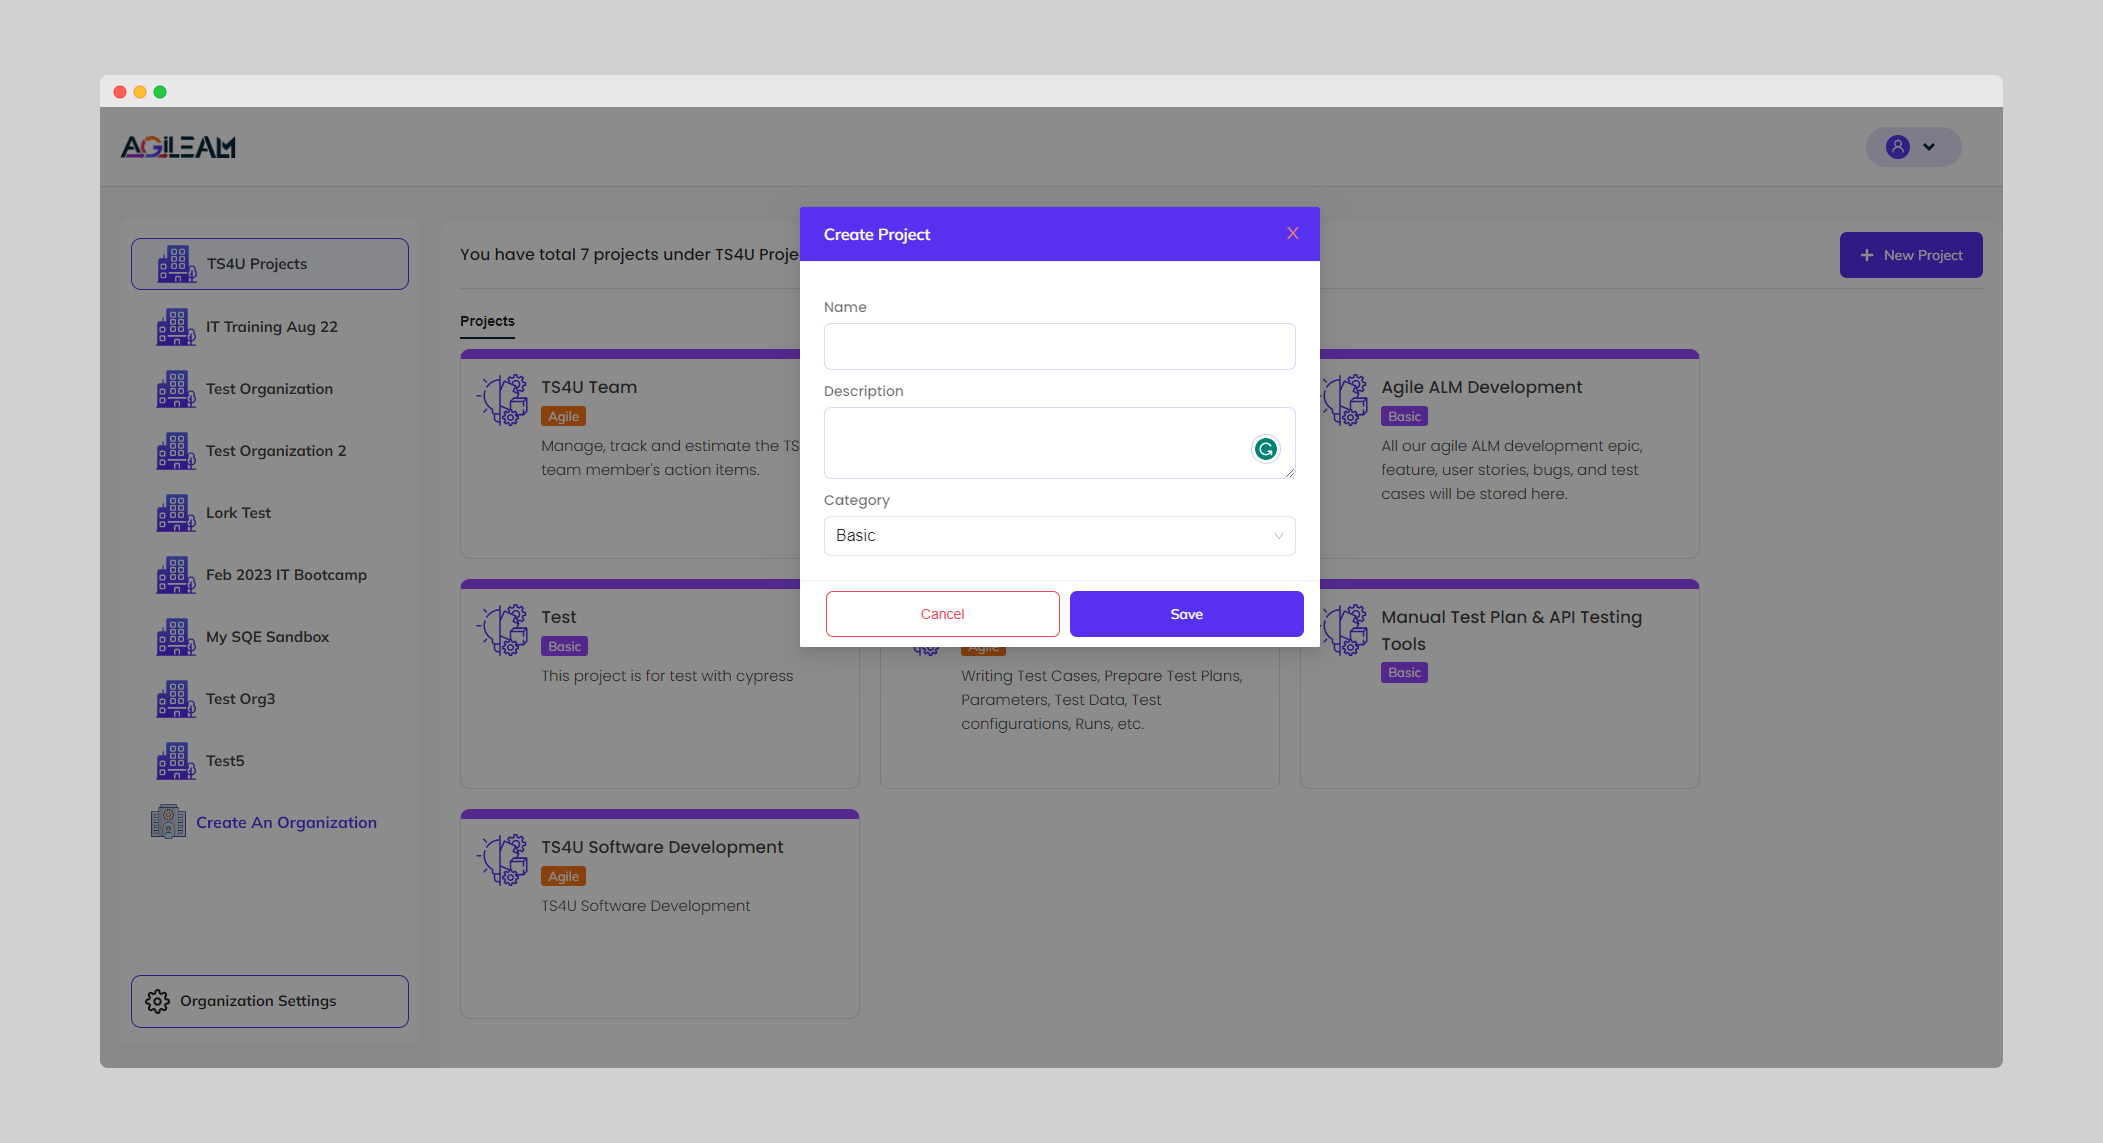 AGILEAM
TS4U Projects
IT Training Aug 22
Test Organization
Test Organization 2
Lork Test
Feb 2023 IT Bootcamp
My SQE Sandbox
Test Org3
Test5
Create An Organization
Organization Settings
You have total 7 projects under TS4U Proje
New Project
Projects
TS4U Team
Agile
Manage, track and estimate the TS
team member's action items.
Agile ALM Development
Basic
All our agile ALM development epic,
feature, user stories, bugs, and test
cases will be stored here.
Test
Basic
This project is for test with cypress
Agile
Writing Test Cases, Prepare Test Plans,
Parameters, Test Data, Test
configurations, Runs, etc.
Manual Test Plan & API Testing
Tools
Basic
TS4U Software Development
Agile
TS4U Software Development
Create Project
X
Name
Description
Category
Basic
Cancel
Save